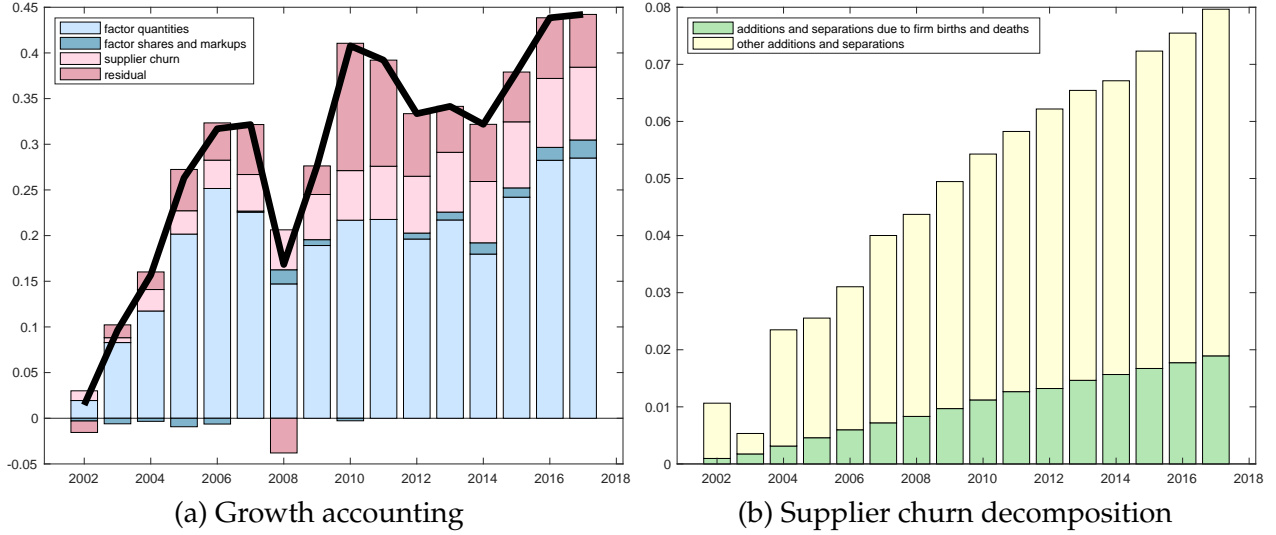 0.45
0.4
0.35
0.3
0.25
0.2
0.15
0.1
0.05
0
-0.05
factor quantities
factor shares and markups
supplier churn
residual
2002 2004 2006 2008 2010 2012 2014 2016 2018
(a) Growth accounting
0.08
0.07
0.06
0.05
0.04
0.03
0.02
0.01
0
additions and separations due to firm births and deaths
other additions and separations
2002 2004 2006 2008 2010 2012 2014 2016 2018
(b) Supplier churn decomposition